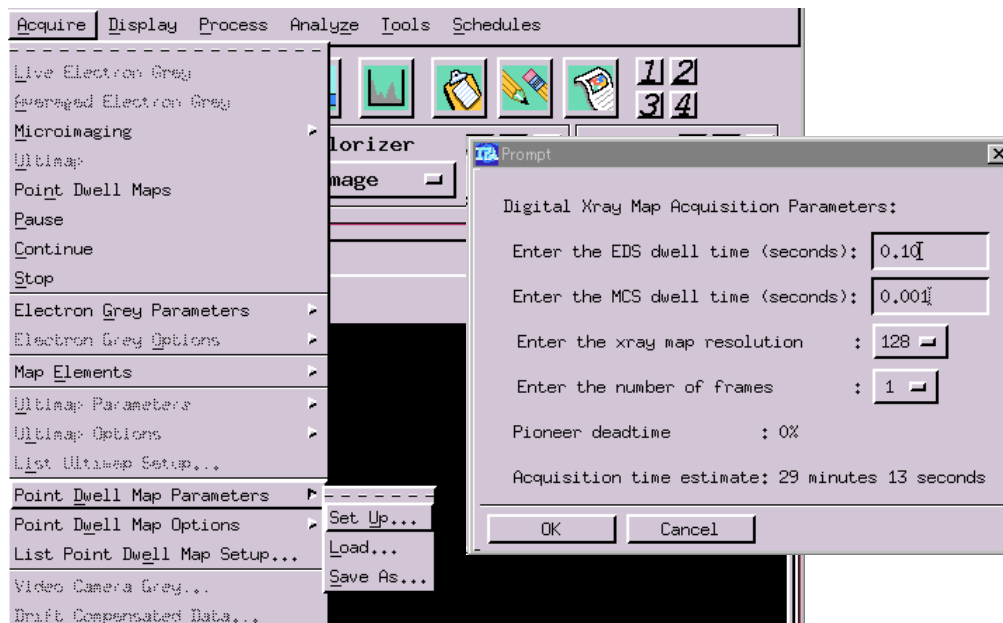 Acquire Display Process Analyze Tools Schedules
Live Electron Grey
Averaged Electron Grey
Microimaging
Ultimap
Point Dwell Maps
Pause
Continue
Stop
Electron Grey Parameters
Electron Grey Options
Map Elements
Ultimap Parameters
Ultimap Options
List Ultimap Setup...
Point Dwell Map Parameters
Point Dwell Map Options
List Point Dwell Map Setup...
Video Camera Grey...
Drift Compensated Data...
Set Up...
Load...
Save As...
1 2
3 4
lorizer
mage
Prompt
Digital Xray Map Acquisition Parameters:
Enter the EDS dwell time (seconds): 0.10
Enter the MCS dwell time (seconds): 0.001
Enter the xray map resolution : 128
Enter the number of frames : 1
Pioneer deadtime : 0%
Acquisition time estimate: 29 minutes 13 seconds
OK Cancel